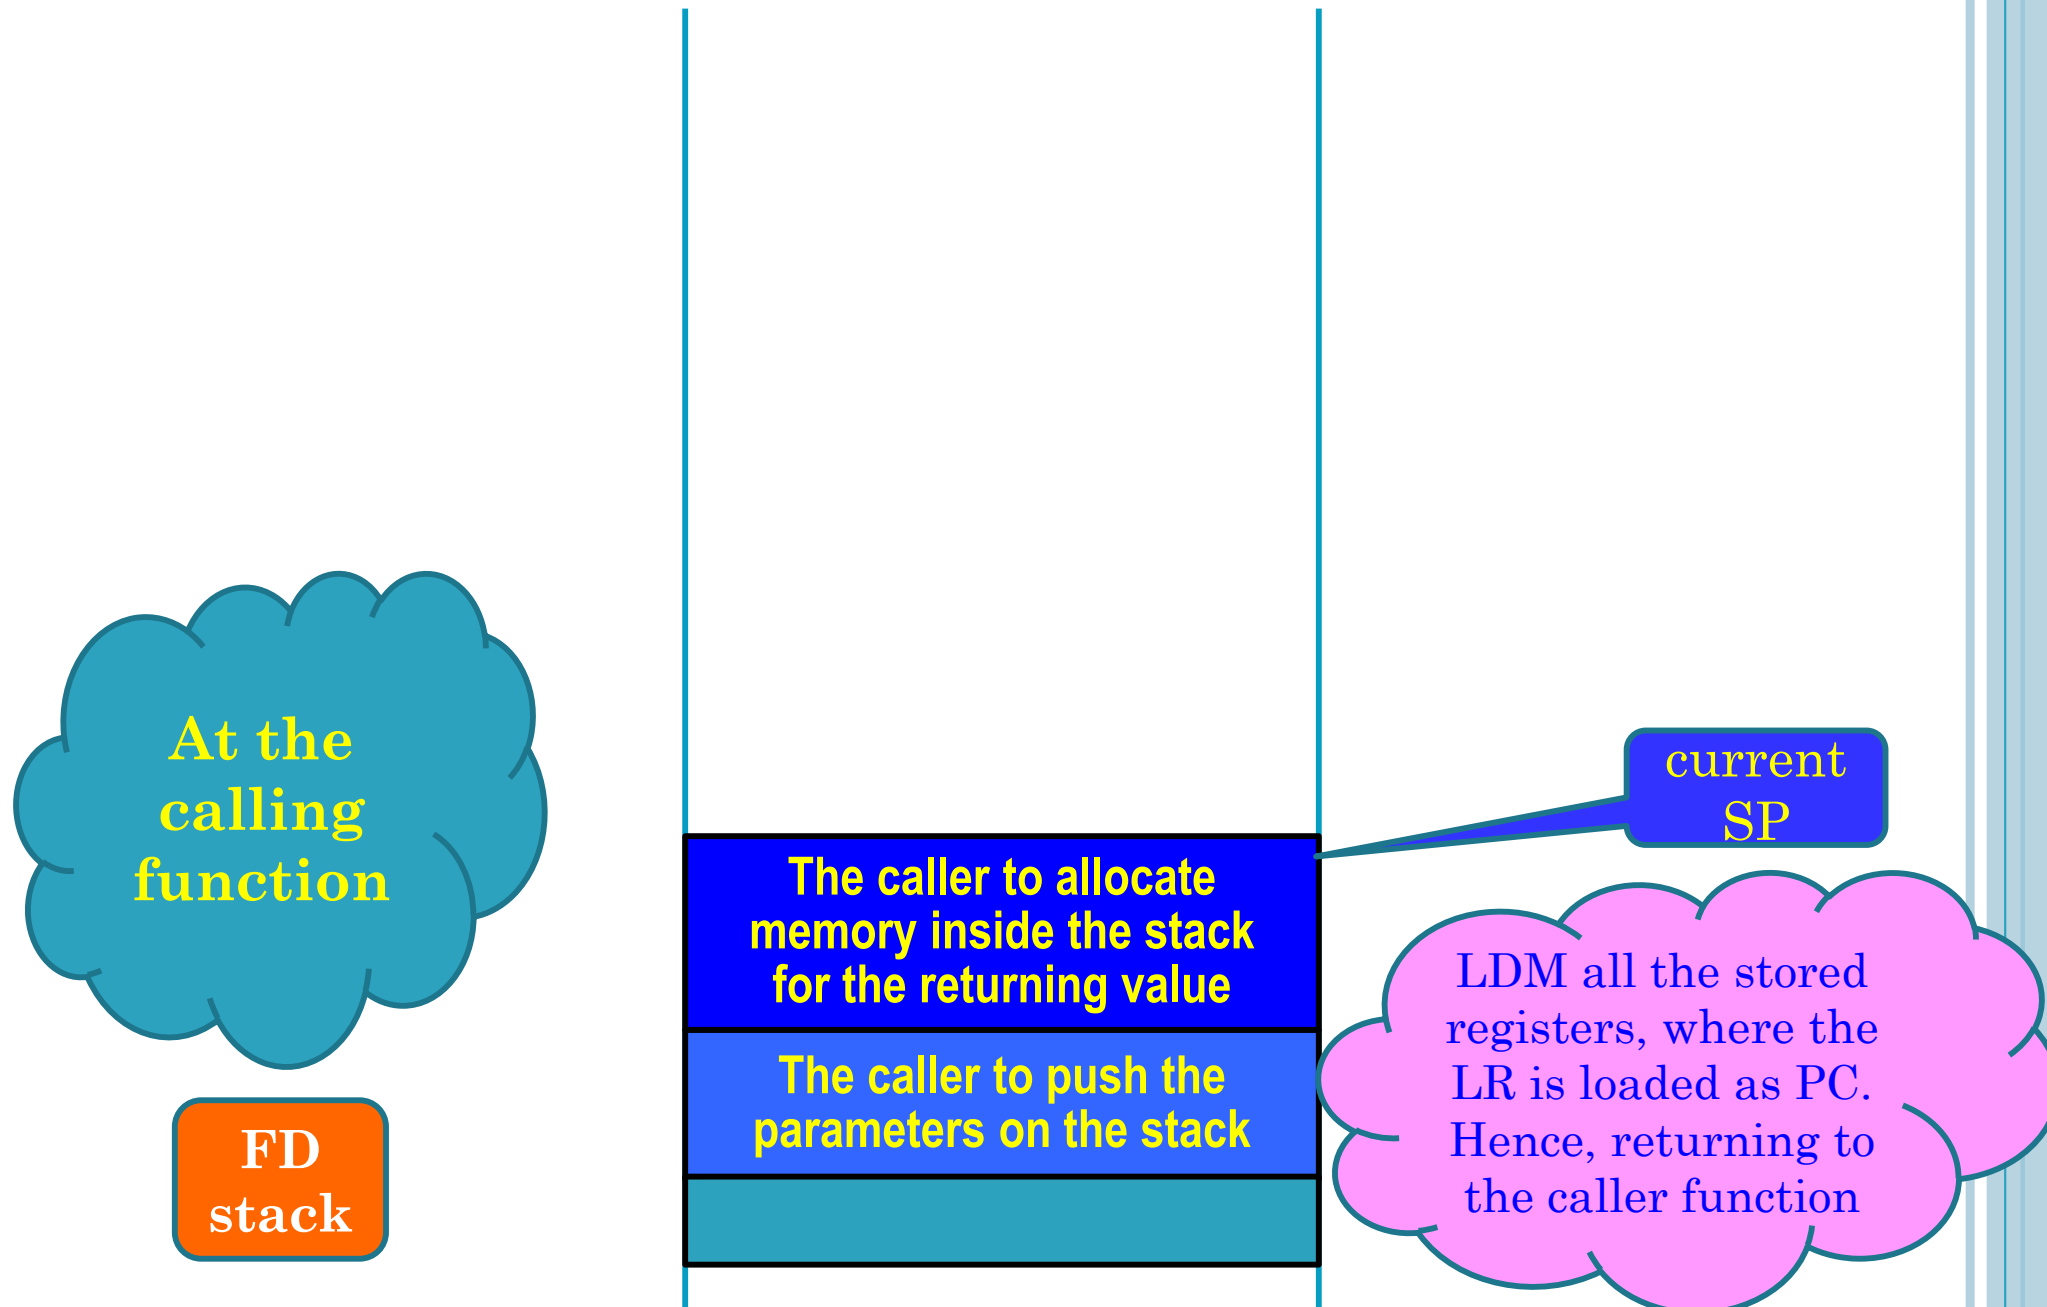 At the
calling
function
FD
stack
The caller to allocate
memory inside the stack
for the returning value
The caller to push the
parameters on the stack
current
SP
LDM all the stored
registers, where the
LR is loaded as PC.
Hence, returning to
the caller function